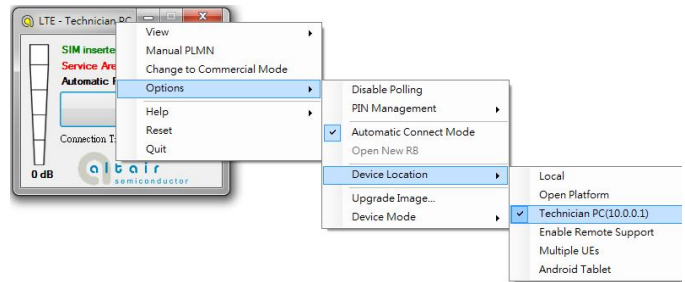 LTE - Technician PC
SIM inserte
Service Are
Automatic
Connection T
0 dB
altair
semiconductor
View
Manual PLMN
Change to Commercial Mode
Options
Help
Reset
Quit
Disable Polling
PIN Management
Automatic Connect Mode
Open New RB
Device Location
Upgrade Image...
Device Mode
Local
Open Platform
Technician PC(10.0.0.1)
Enable Remote Support
Multiple UEs
Android Tablet